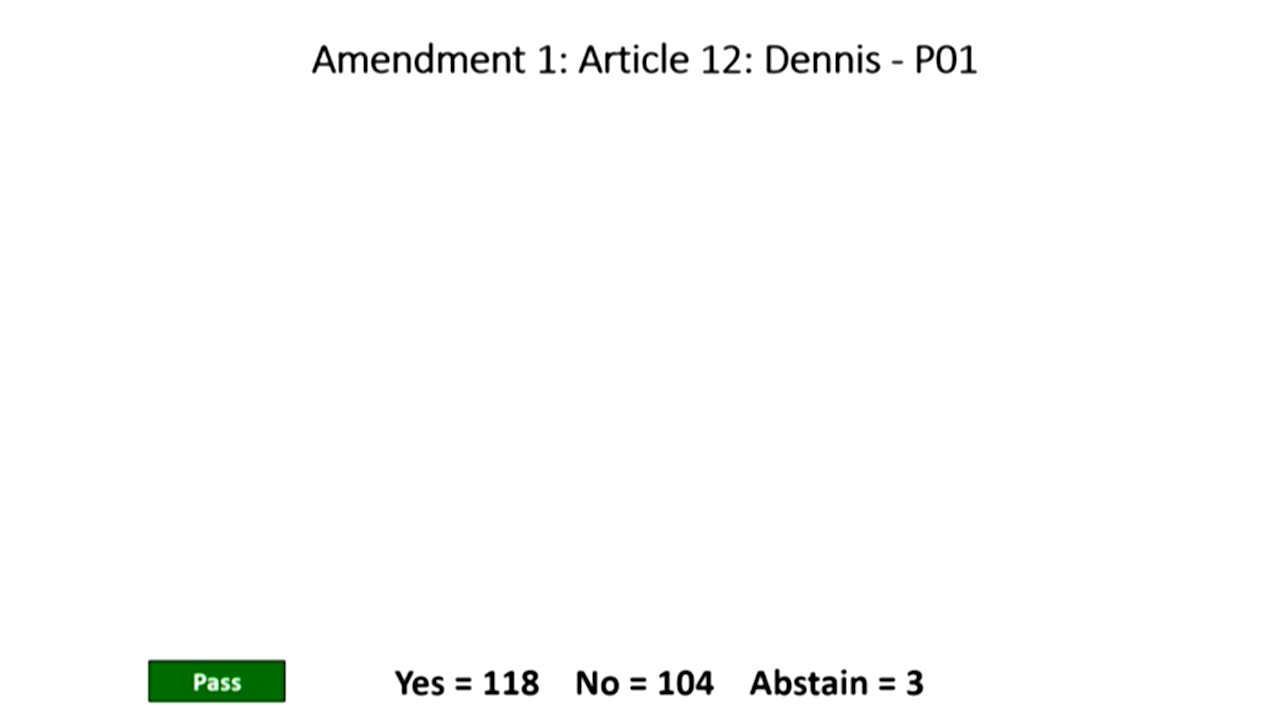 Amendment 1: Article 12: Dennis - P01
Pass Yes = 118 No = 104 Abstain = 3